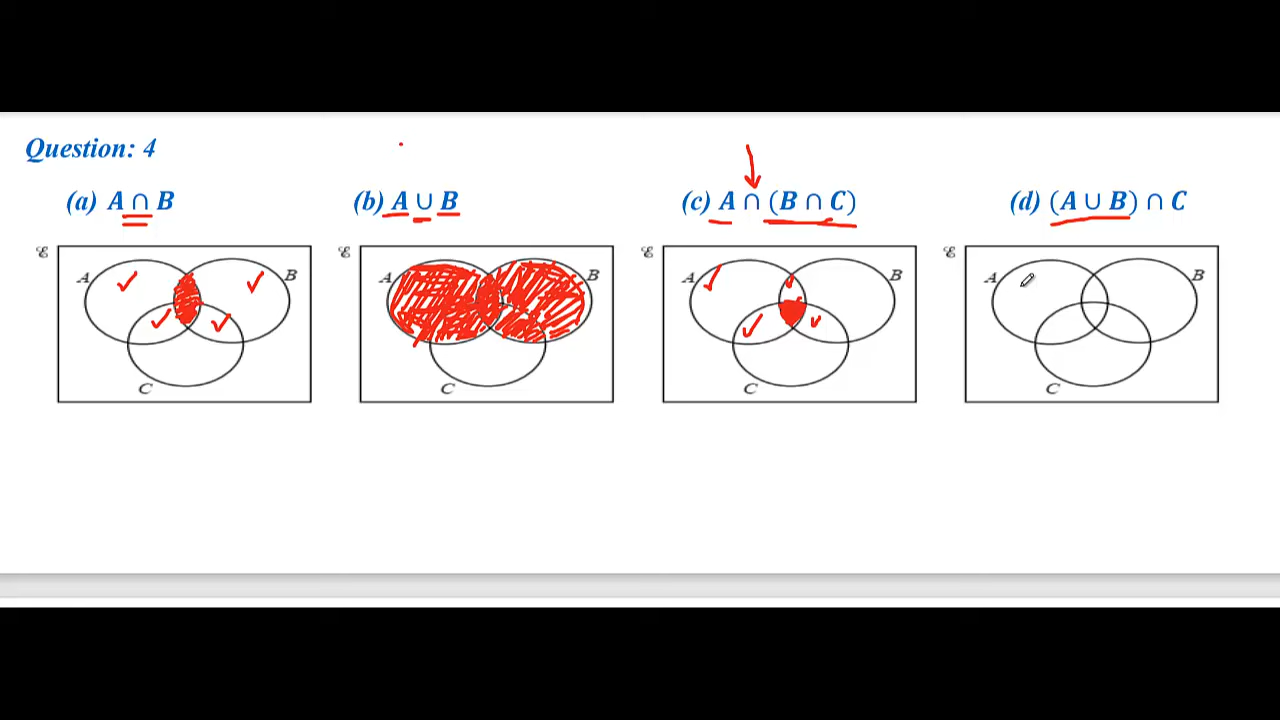 Question: 4
(a) A ∩ B
(b) A ∪ B
(c) A ∩ (B ∩ C)
(d) (A ∪ B) ∩ C
ℰ A B C
ℰ A B C
ℰ A B C
ℰ A B C